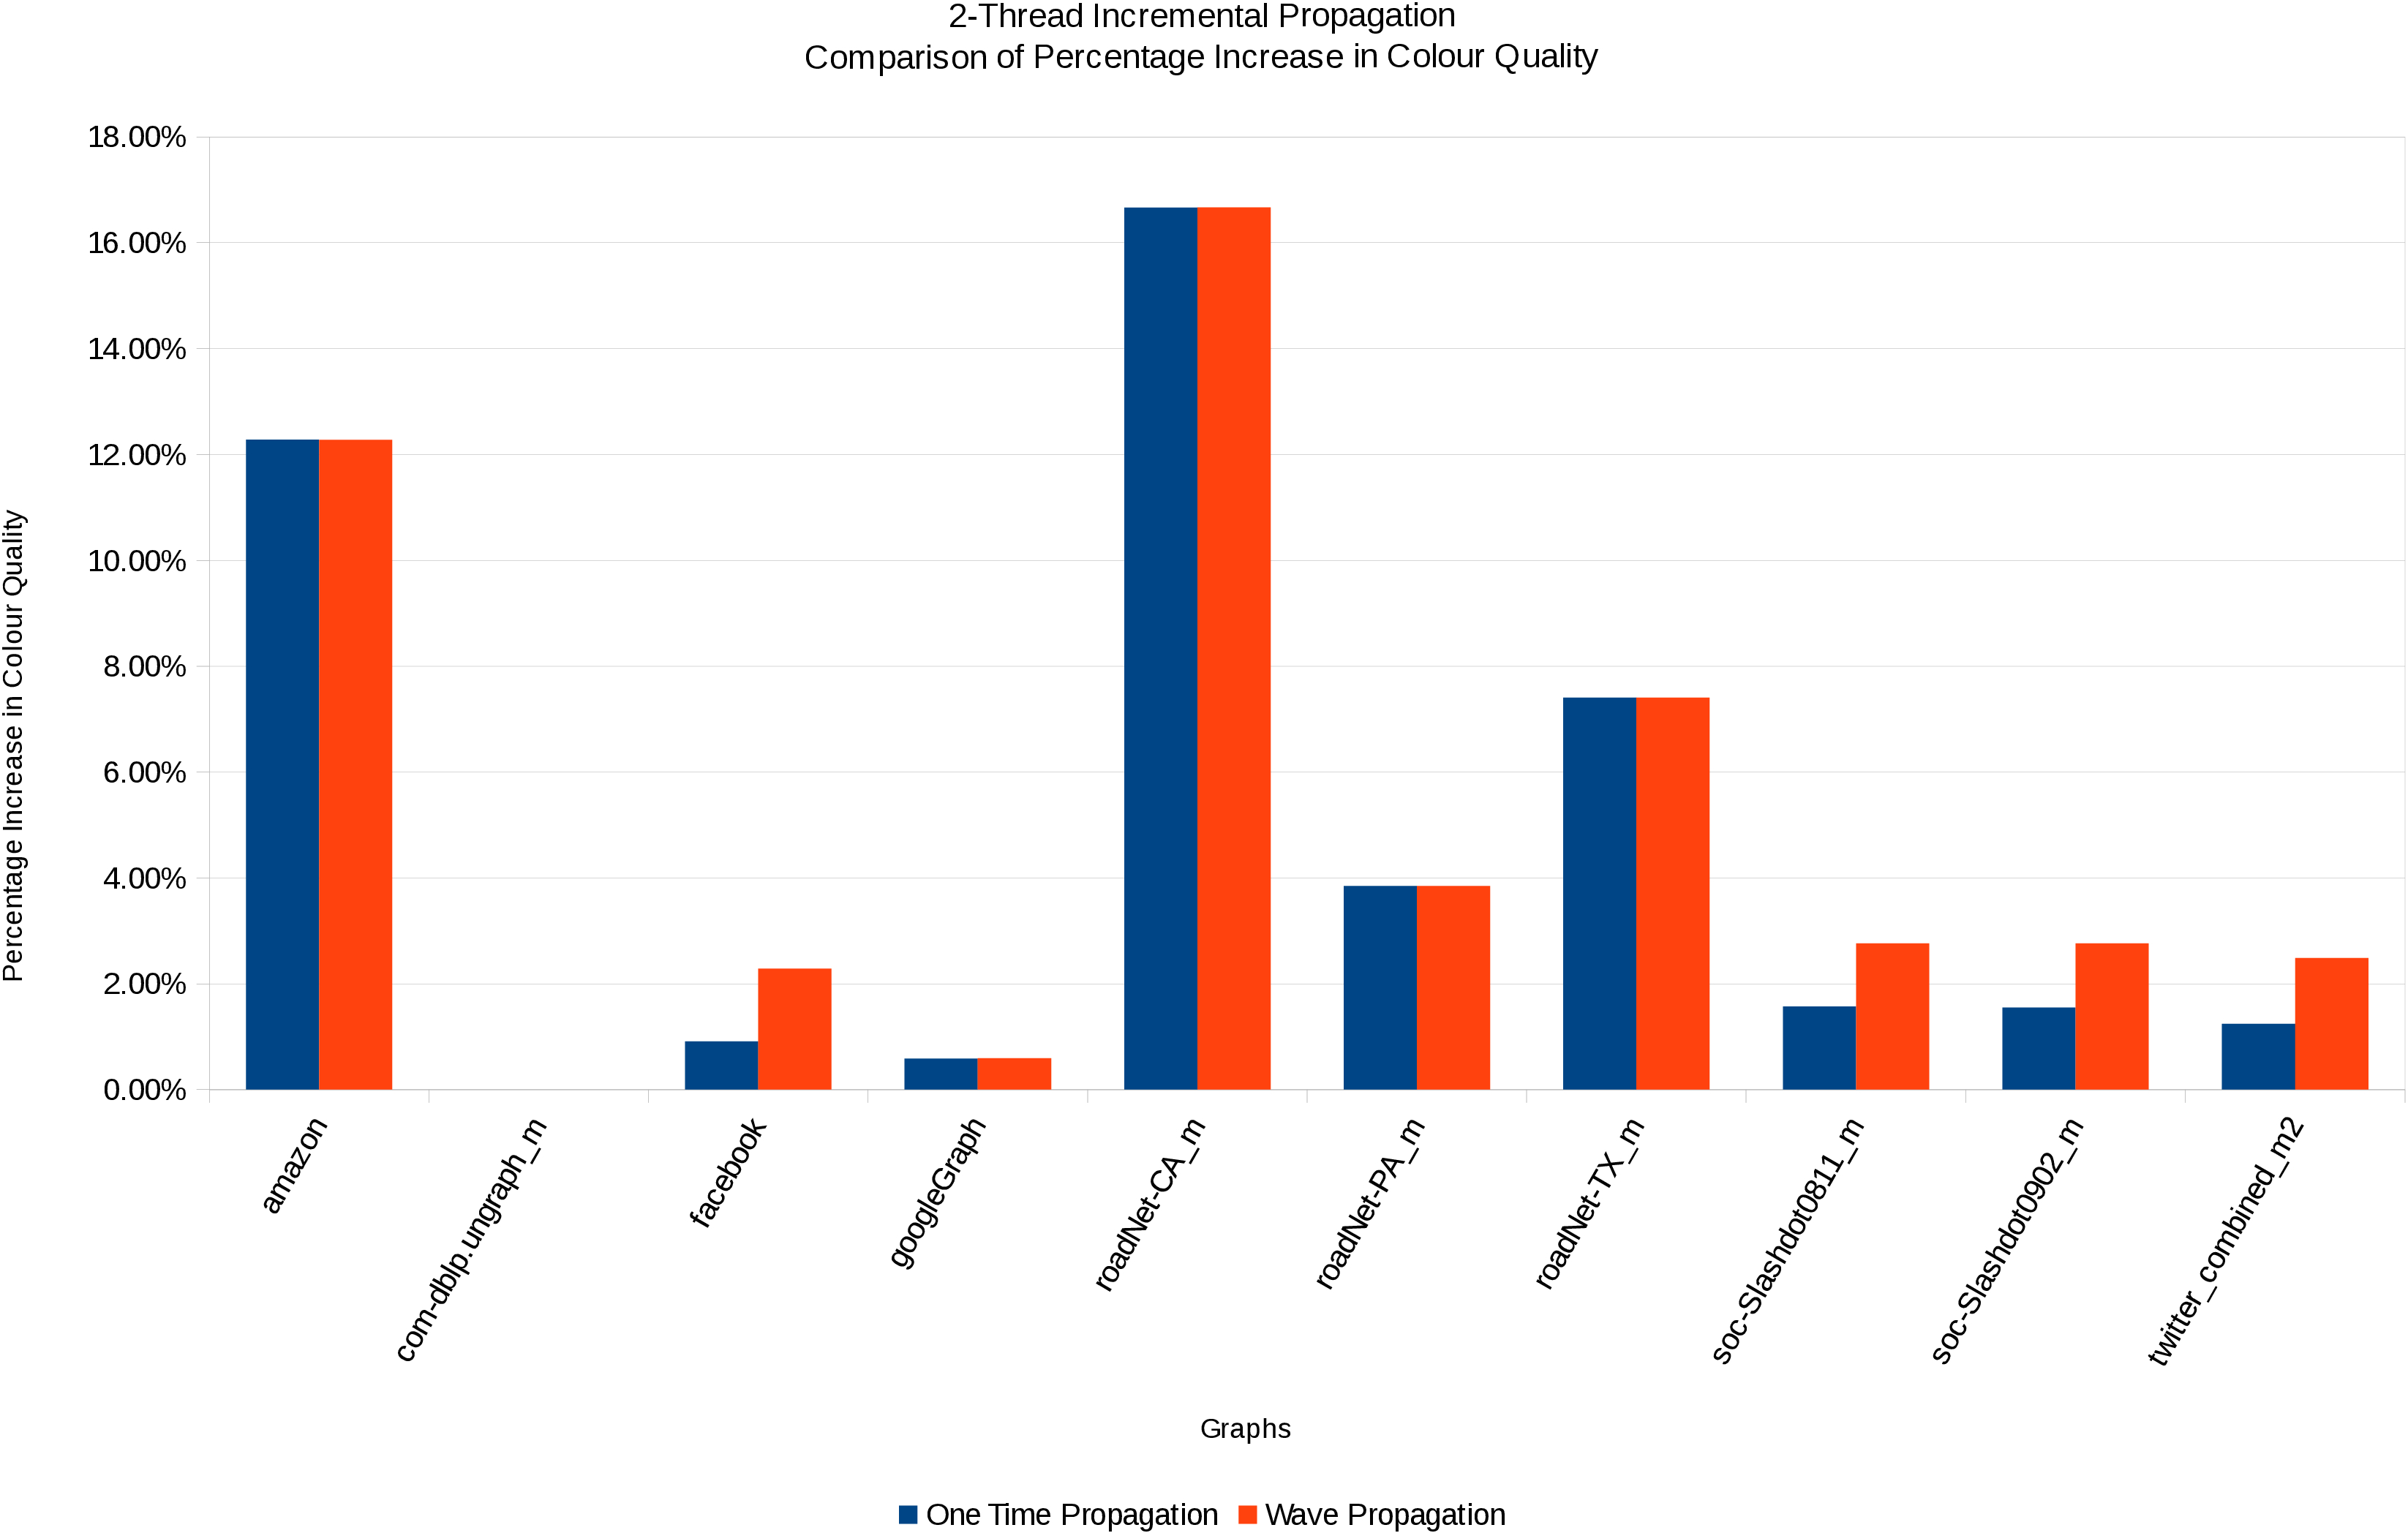 2-Thread Incremental Propagation
Comparison of Percentage Increase in Colour Quality
Percentage Increase in Colour Quality
18.00%
16.00%
14.00%
12.00%
10.00%
8.00%
6.00%
4.00%
2.00%
0.00%
amazon
com-dblp.ungraph_m
facebook
googleGraph
roadNet-CA_m
roadNet-PA_m
roadNet-TX_m
soc-Slashdot0811_m
soc-Slashdot0902_m
twitter_combined_m2
Graphs
One Time Propagation
Wave Propagation